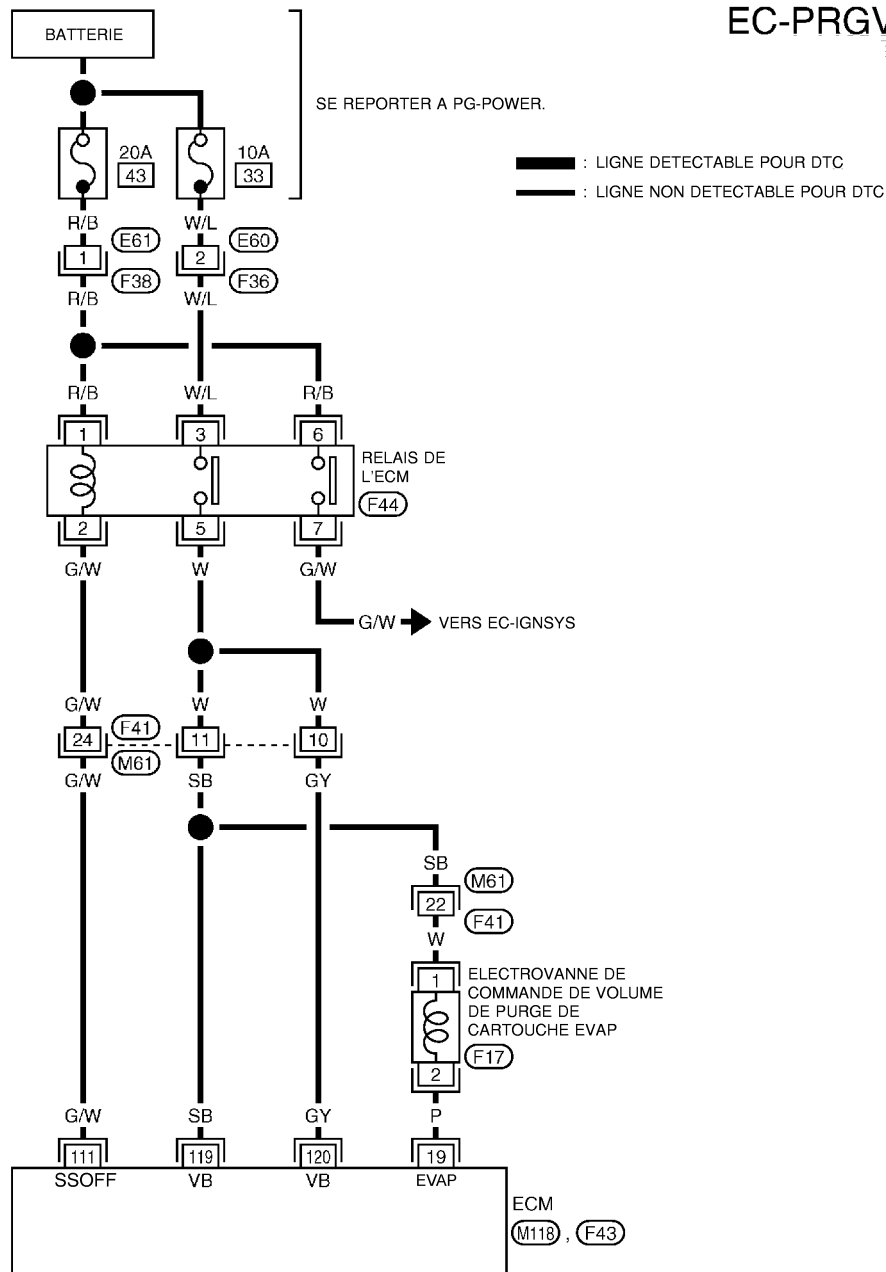 EC-PRGV
BATTERIE
SE REPORTER A PG-POWER.
20A
43
10A
33
: LIGNE DETECTABLE POUR DTC
: LIGNE NON DETECTABLE POUR DTC
R/B
W/L
E61
E60
1
2
F38
F36
R/B
W/L
R/B
W/L
R/B
1
3
6
RELAIS DE
L'ECM
F44
2
5
7
G/W
W
G/W
G/W
VERS EC-IGNSYS
G/W
W
W
F41
24
11
10
M61
G/W
SB
GY
SB
M61
22
F41
W
1
ELECTROVANNE DE
COMMANDE DE VOLUME
DE PURGE DE
CARTOUCHE EVAP
F17
2
G/W
SB
GY
P
111
119
120
19
SSOFF
VB
VB
EVAP
ECM
M118 , F43